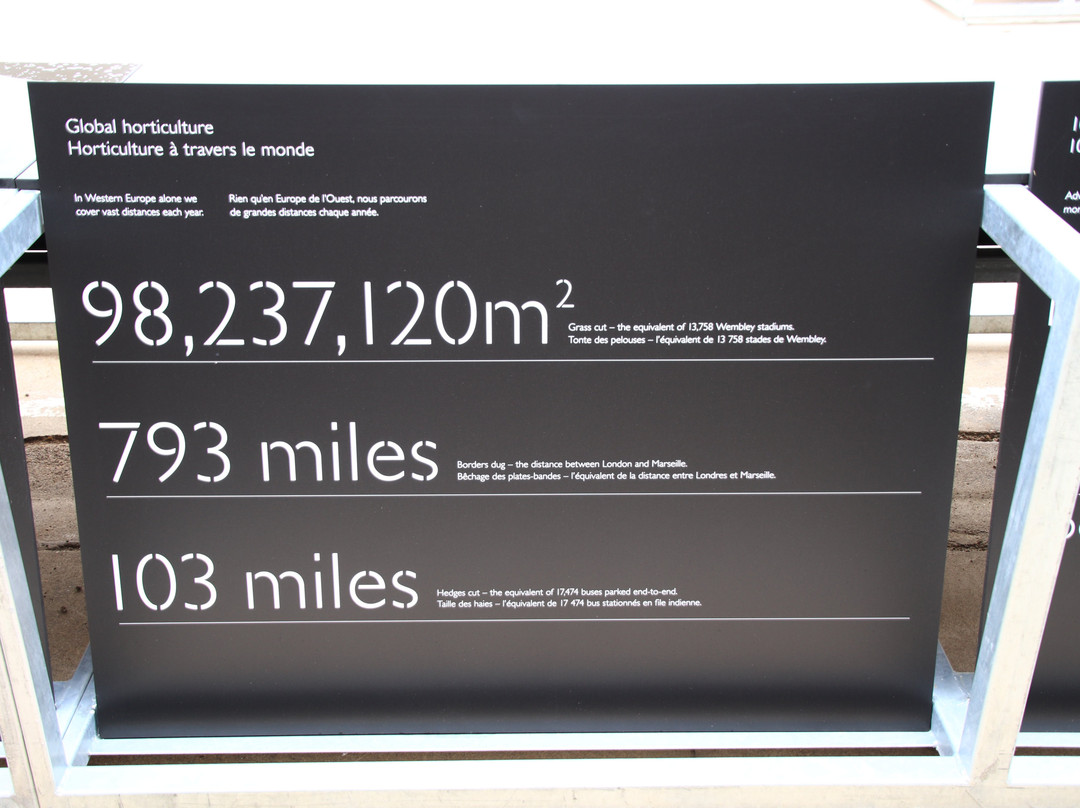 Global horticulture
Horticulture à travers le monde
In Western Europe alone we
cover vast distances each year.
Rien qu'en Europe de l'Ouest, nous parcourons
de grandes distances chaque année.
98,237,120m²
Grass cut – the equivalent of 13,758 Wembley stadiums.
Tonte des pelouses – l'équivalent de 13 758 stades de Wembley.
793 miles
Borders dug – the distance between London and Marseille.
Bêchage des plates-bandes – l'équivalent de la distance entre Londres et Marseille.
103 miles
Hedges cut – the equivalent of 17,474 buses parked end-to-end.
Taille des haies – l'équivalent de 17 474 bus stationnés en file indienne.